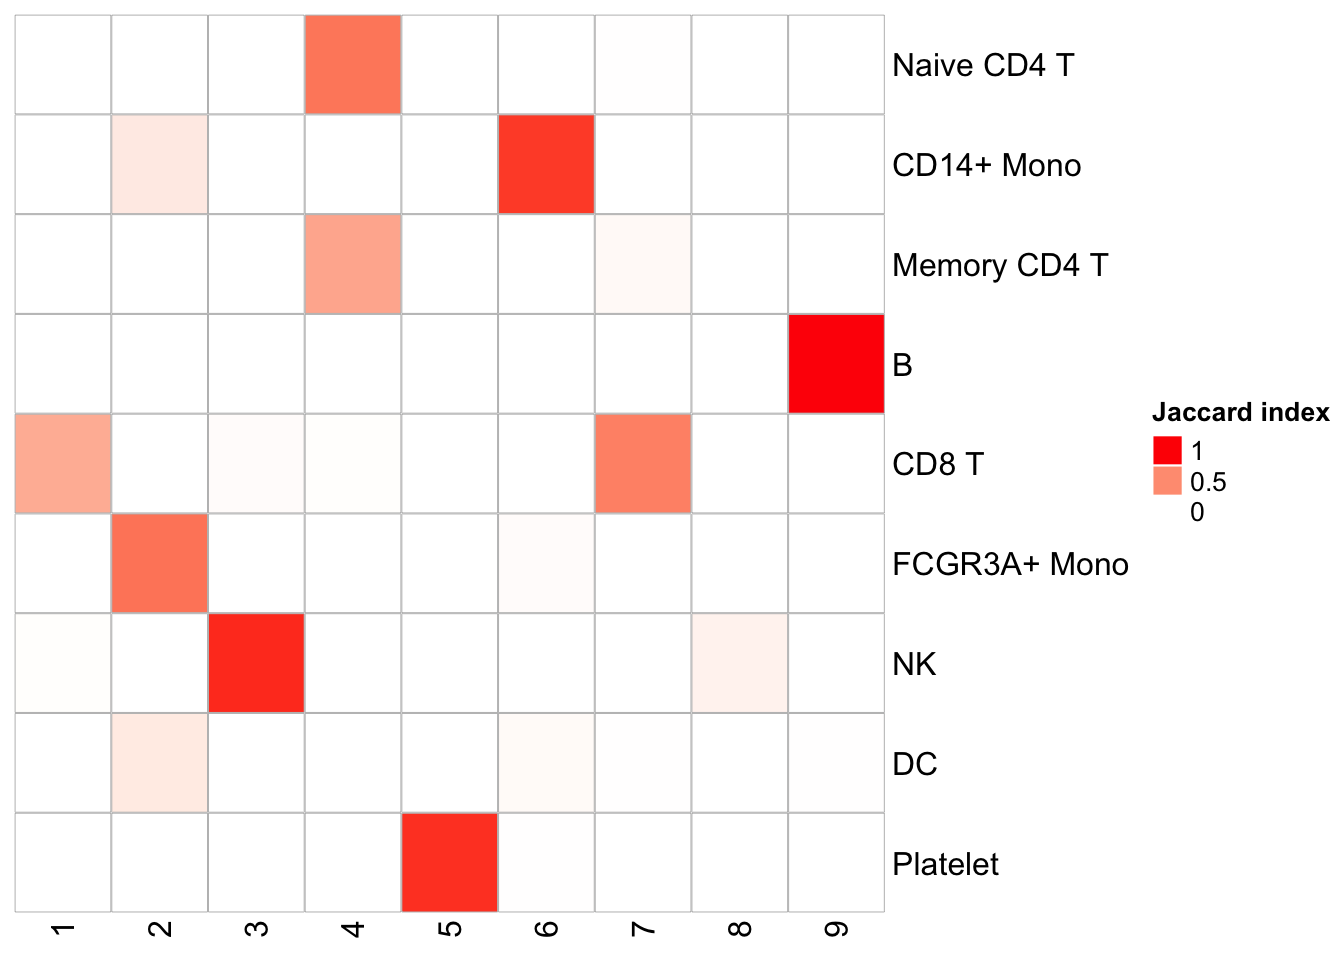 Naive CD4 T
CD14+ Mono
Memory CD4 T
B
CD8 T
FCGR3A+ Mono
NK
DC
Platelet
1 2 3 4 5 6 7 8 9
Jaccard index
1
0.5
0